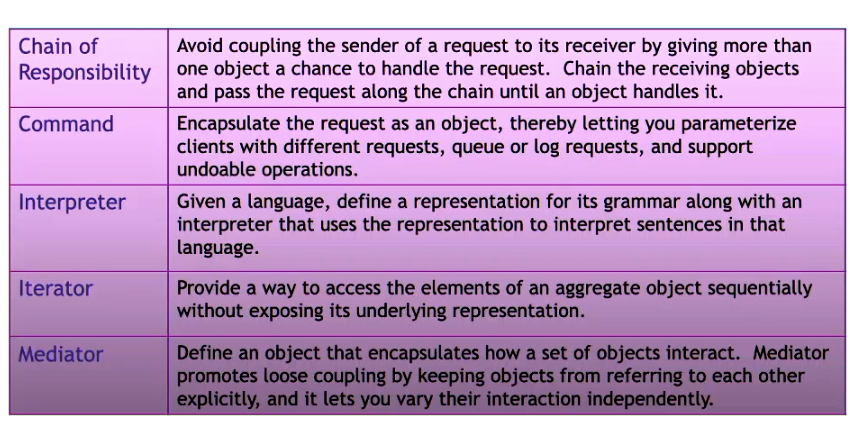 Chain of
Responsibility
Avoid coupling the sender of a request to its receiver by giving more than
one object a chance to handle the request. Chain the receiving objects
and pass the request along the chain until an object handles it.
Command
Encapsulate the request as an object, thereby letting you parameterize
clients with different requests, queue or log requests, and support
undoable operations.
Interpreter
Given a language, define a representation for its grammar along with an
interpreter that uses the representation to interpret sentences in that
language.
Iterator
Provide a way to access the elements of an aggregate object sequentially
without exposing its underlying representation.
Mediator
Define an object that encapsulates how a set of objects interact. Mediator
promotes loose coupling by keeping objects from referring to each other
explicitly, and it lets you vary their interaction independently.